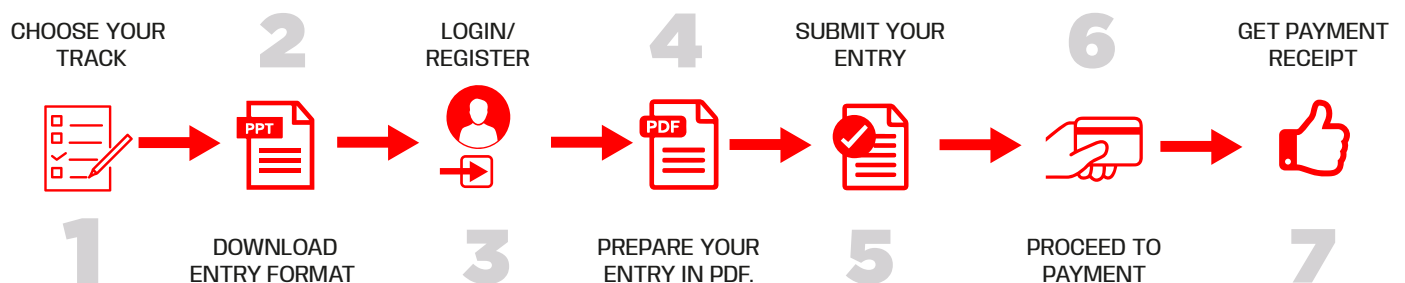 CHOOSE YOUR
TRACK
1
2
PPT
DOWNLOAD
ENTRY FORMAT
LOGIN/
REGISTER
3
4
PDF
PREPARE YOUR
ENTRY IN PDF.
SUBMIT YOUR
ENTRY
5
6
PROCEED TO
PAYMENT
GET PAYMENT
RECEIPT
7